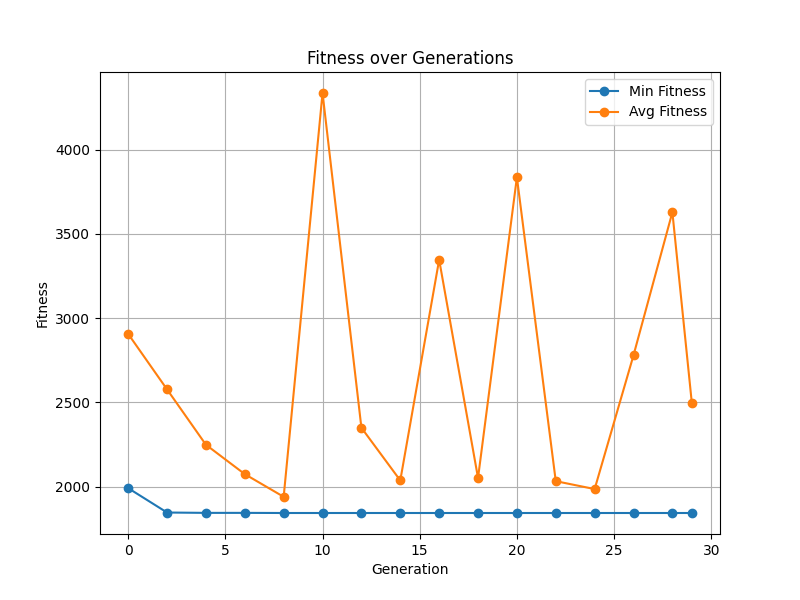 Fitness over Generations
Min Fitness
Avg Fitness
4000
3500
3000
2500
2000
Fitness
0 5 10 15 20 25 30
Generation